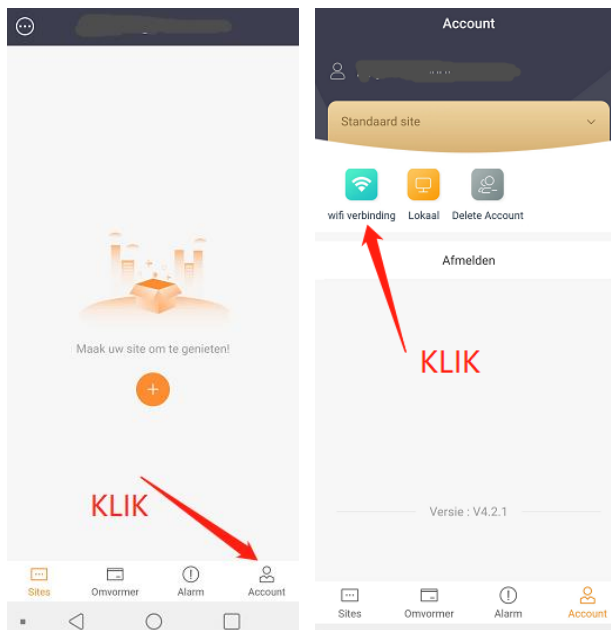 Maak uw site om te genieten!
KLIK
Sites Omvormer Alarm Account
Account
Standaard site
wifi verbinding Lokaal Delete Account
Afmelden
KLIK
Versie : V4.2.1
Sites Omvormer Alarm Account